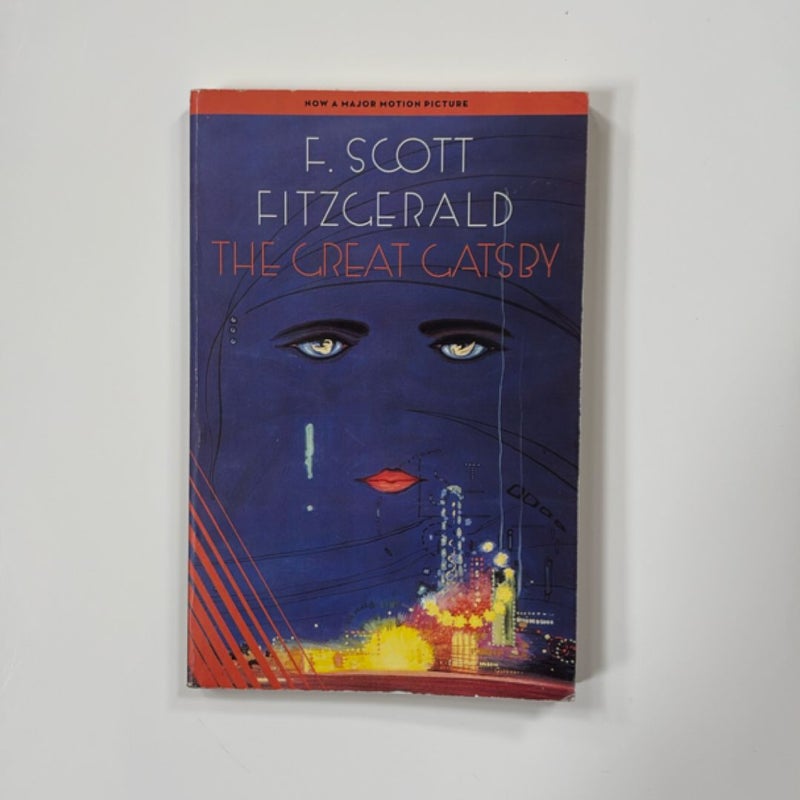 NOW A MAJOR MOTION PICTURE
F. SCOTT
FITZGERALD
THE GREAT GATSBY